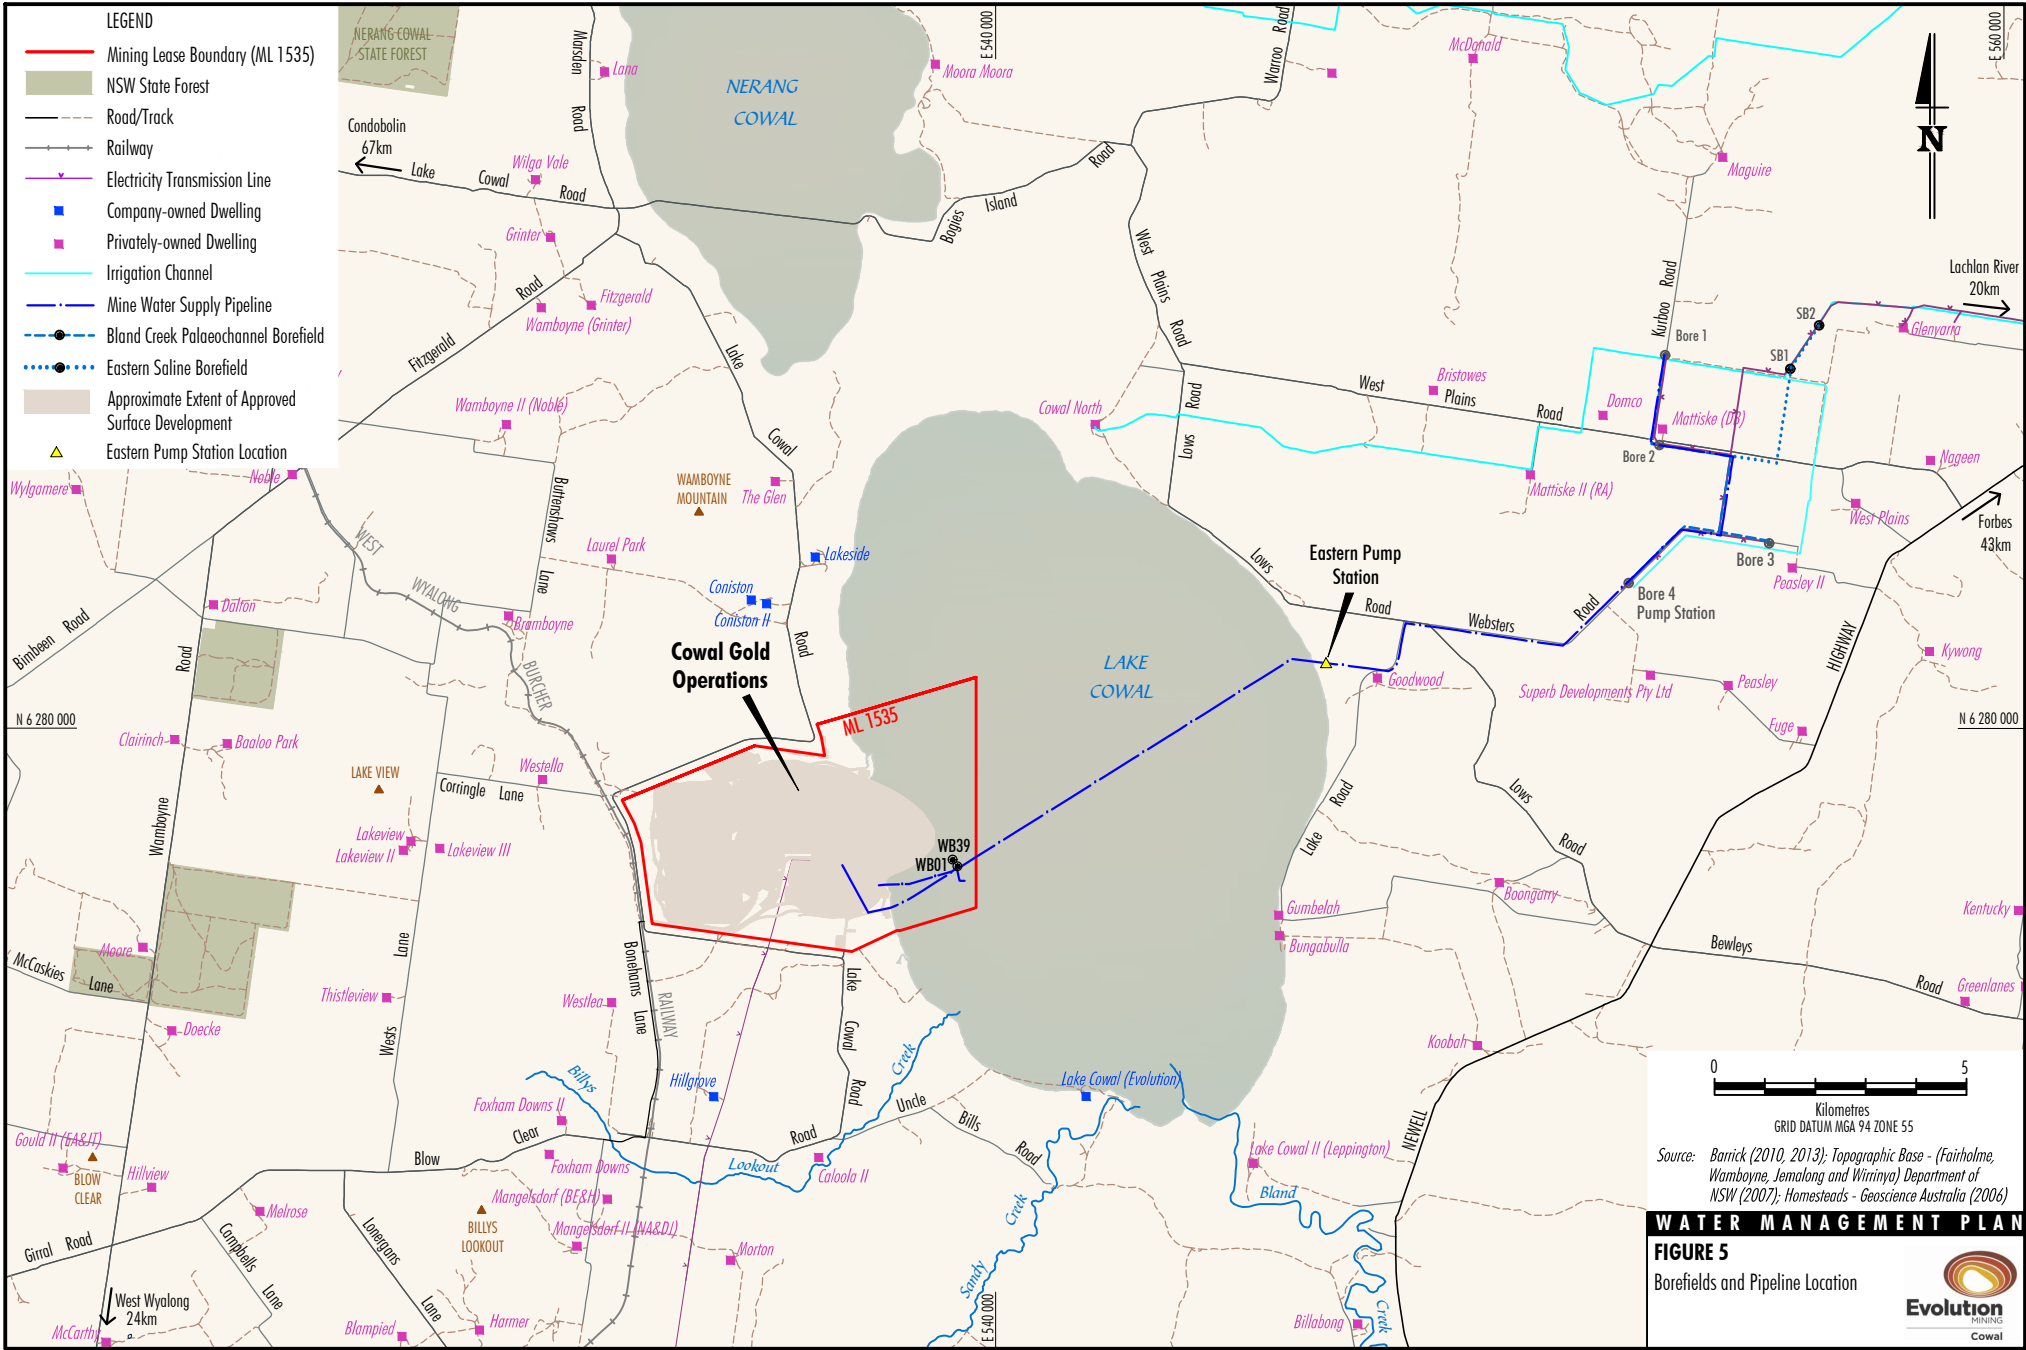 LEGEND
Mining Lease Boundary (ML 1535)
NSW State Forest
Road/Track
Railway
Electricity Transmission Line
Company-owned Dwelling
Privately-owned Dwelling
Irrigation Channel
Mine Water Supply Pipeline
Bland Creek Palaeochannel Borefield
Eastern Saline Borefield
Approximate Extent of Approved
Surface Development
Eastern Pump Station Location
NERANG COWAL
STATE FOREST
Marsden Road
Lana
NERANG
COWAL
Moora Moora
E 540 000
Warroo Road
McDonald
E 560 000
N
Maguire
Condobolin
67km
Lake Cowal Road
Wilga Vale
Grinter
Fitzgerald Road
Fitzgerald
Wamboyne (Grinter)
Bogies Island Road
West Plains Road
Kurboo Road
Lachlan River
20km
SB2
SB1
Glenyarra
Bore 1
Lake Cowal Road
Wamboyne II (Noble)
Cowal North
Lows Road
West Plains Road
Bristowes
Domco
Mattiske (DB)
Bore 2
Mattiske II (RA)
Nageen
West Plains
Forbes
43km
Wylgamere
Noble
WAMBOYNE
MOUNTAIN
The Glen
Buttenshaws Lane
Laurel Park
Lakeside
Coniston
Coniston II
WEST WYALONG BURCHER RAILWAY
Bramboyne
Dalton
Bimbeen Road
Eastern Pump
Station
Lows Road
Websters Road
Bore 3
Peasley II
Bore 4
Pump Station
HIGHWAY
Kywong
Goodwood
Superb Developments Pty Ltd
Peasley
Fuge
Cowal Gold
Operations
LAKE
COWAL
ML 1535
N 6 280 000
N 6 280 000
Clairinch
Baaloo Park
LAKE VIEW
Westella
Corringle Lane
Wamboyne Road
Lakeview
Lakeview II
Lakeview III
WB39
WB01
Lake Road
Lows Road
Boongarry
Gumbelah
Bungabulla
Kentucky
Bewleys Road
Greenlanes
Moore
McCaskies Lane
Thistleview
Wests Lane
Bonehams Lane
Westlea
Doecke
Lake Cowal Road
Koobah
Billys
Creek
Hillgrove
Lake Cowal (Evolution)
Foxham Downs II
Uncle Bills Road
Blow Clear Road
Lookout
Foxham Downs
Caloola II
Gould II (EA&JT)
BLOW
CLEAR
Hillview
Mangelsdorf (BE&H)
Mangelsdorf II (NA&DJ)
BILLYS
LOOKOUT
Morton
Melrose
Girral Road
Campbells Lane
Lonergans Lane
Sandy Creek
Lake Cowal II (Leppington)
Bland Creek
NEWELL
Billabong
West Wyalong
24km
McCarthy
Blampied
Harmer
E 540 000
0 5
Kilometres
GRID DATUM MGA 94 ZONE 55
Source: Barrick (2010, 2013); Topographic Base - (Fairholme,
Wamboyne, Jemalong and Wirrinya) Department of
NSW (2007); Homesteads - Geoscience Australia (2006)
WATER MANAGEMENT PLAN
FIGURE 5
Borefields and Pipeline Location
Evolution
MINING
Cowal